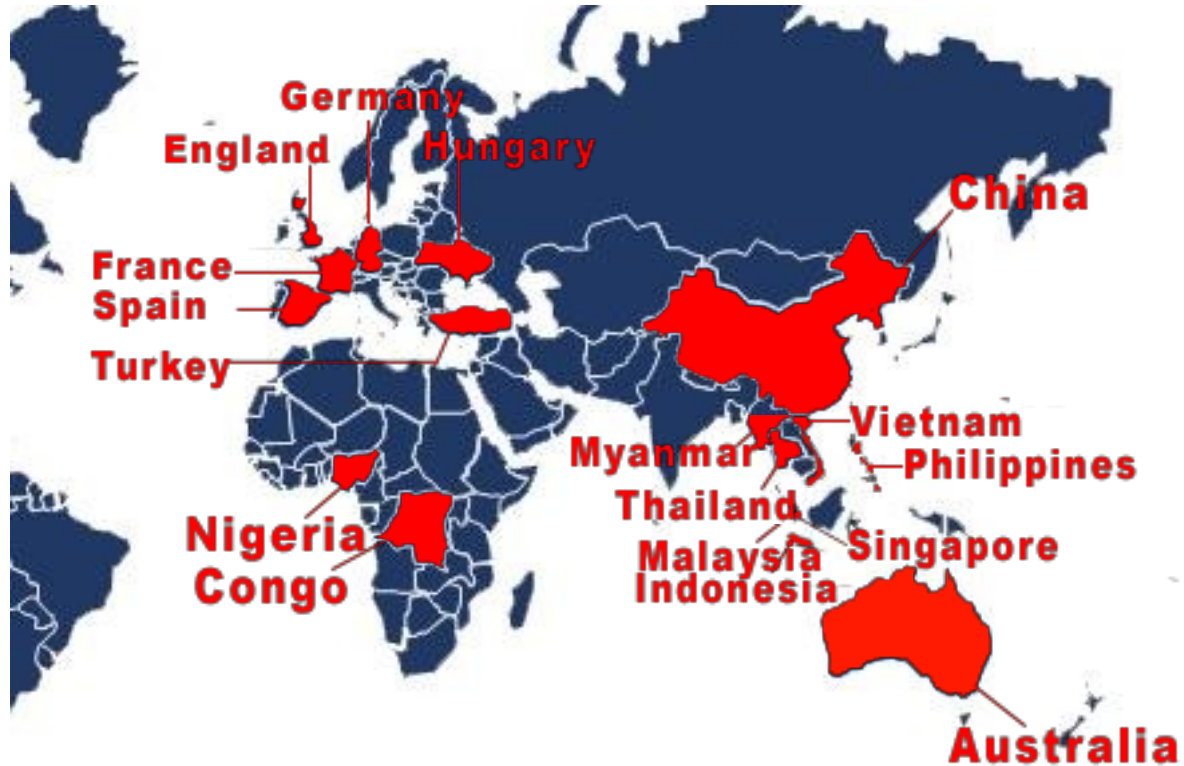 Germany
England
Hungary
China
France
Spain
Turkey
Vietnam
Myanmar
Philippines
Thailand
Nigeria
Malaysia
Singapore
Congo
Indonesia
Australia